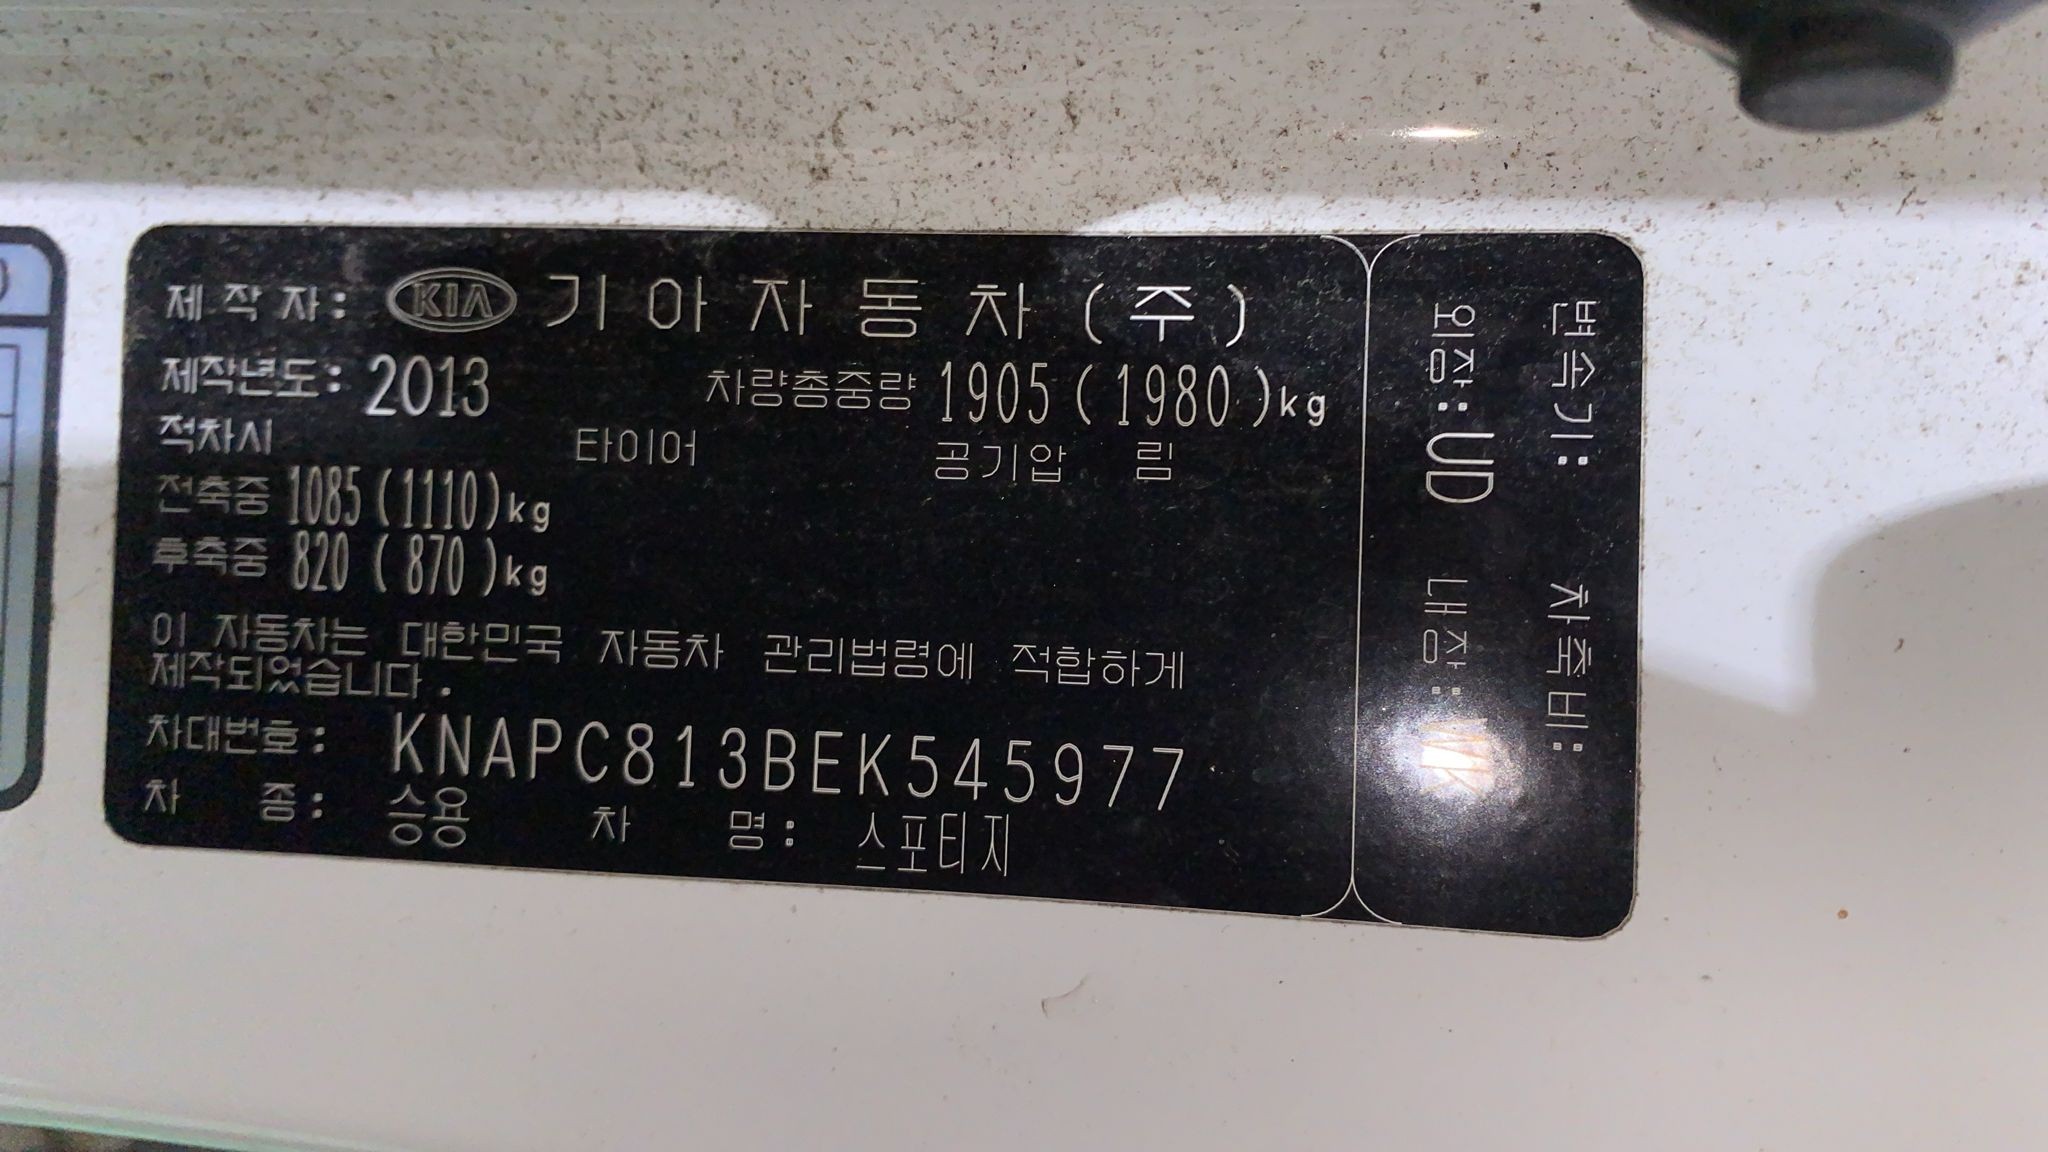 제 작 자: KIA 기아자동차(주)
제작년도: 2013 차량총중량 1905(1980)kg
적차시 타이어 공기압 림
전축중 1085(1110)kg
후축중 820(870)kg
이 자동차는 대한민국 자동차 관리법령에 적합하게
제작되었습니다.
차대번호: KNAPC813BEK545977
차 종: 승용 차 명: 스포티지
변속기: 차축비:
외장: UD 내장: WK